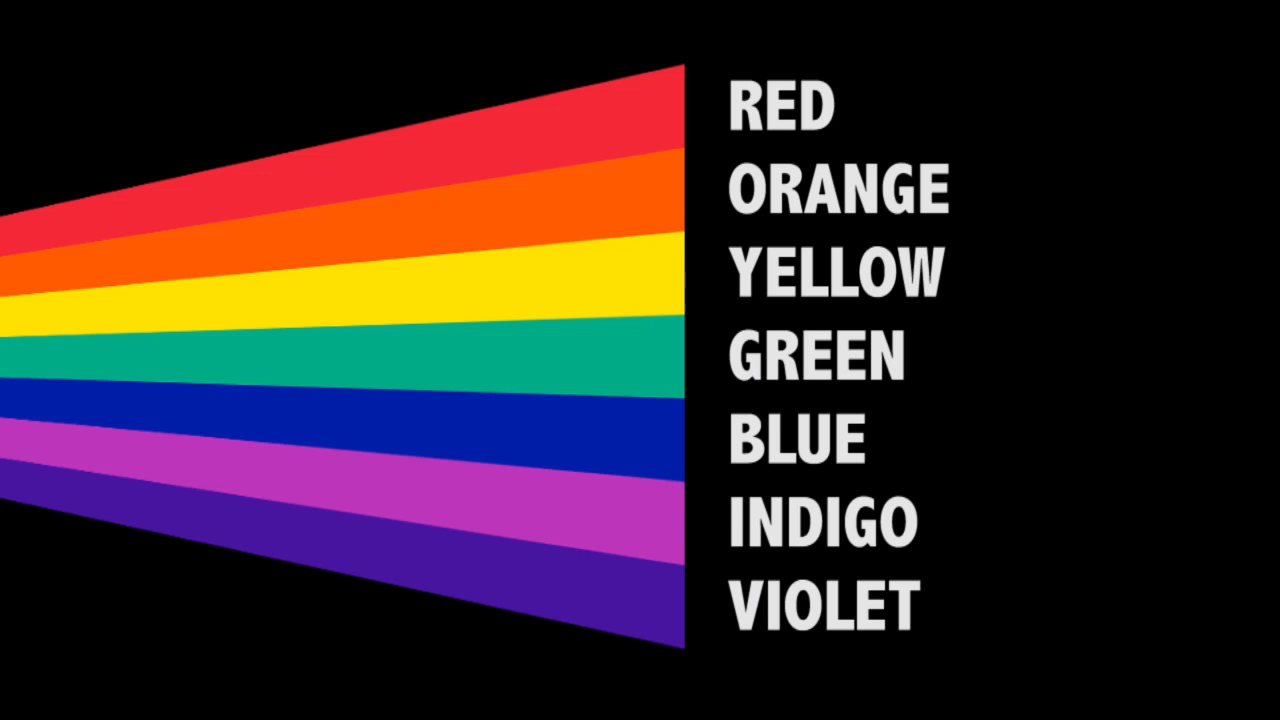 RED
ORANGE
YELLOW
GREEN
BLUE
INDIGO
VIOLET